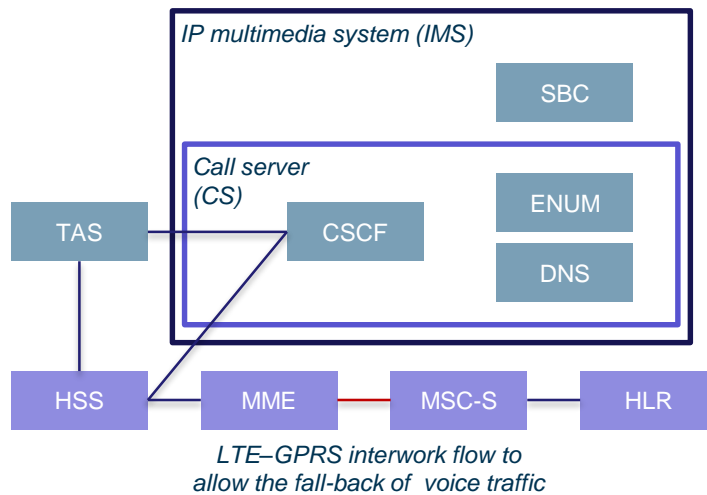 IP multimedia system (IMS)
SBC
Call server
(CS)
ENUM
TAS
CSCF
DNS
HSS
MME
MSC-S
HLR
LTE–GPRS interwork flow to
allow the fall-back of voice traffic